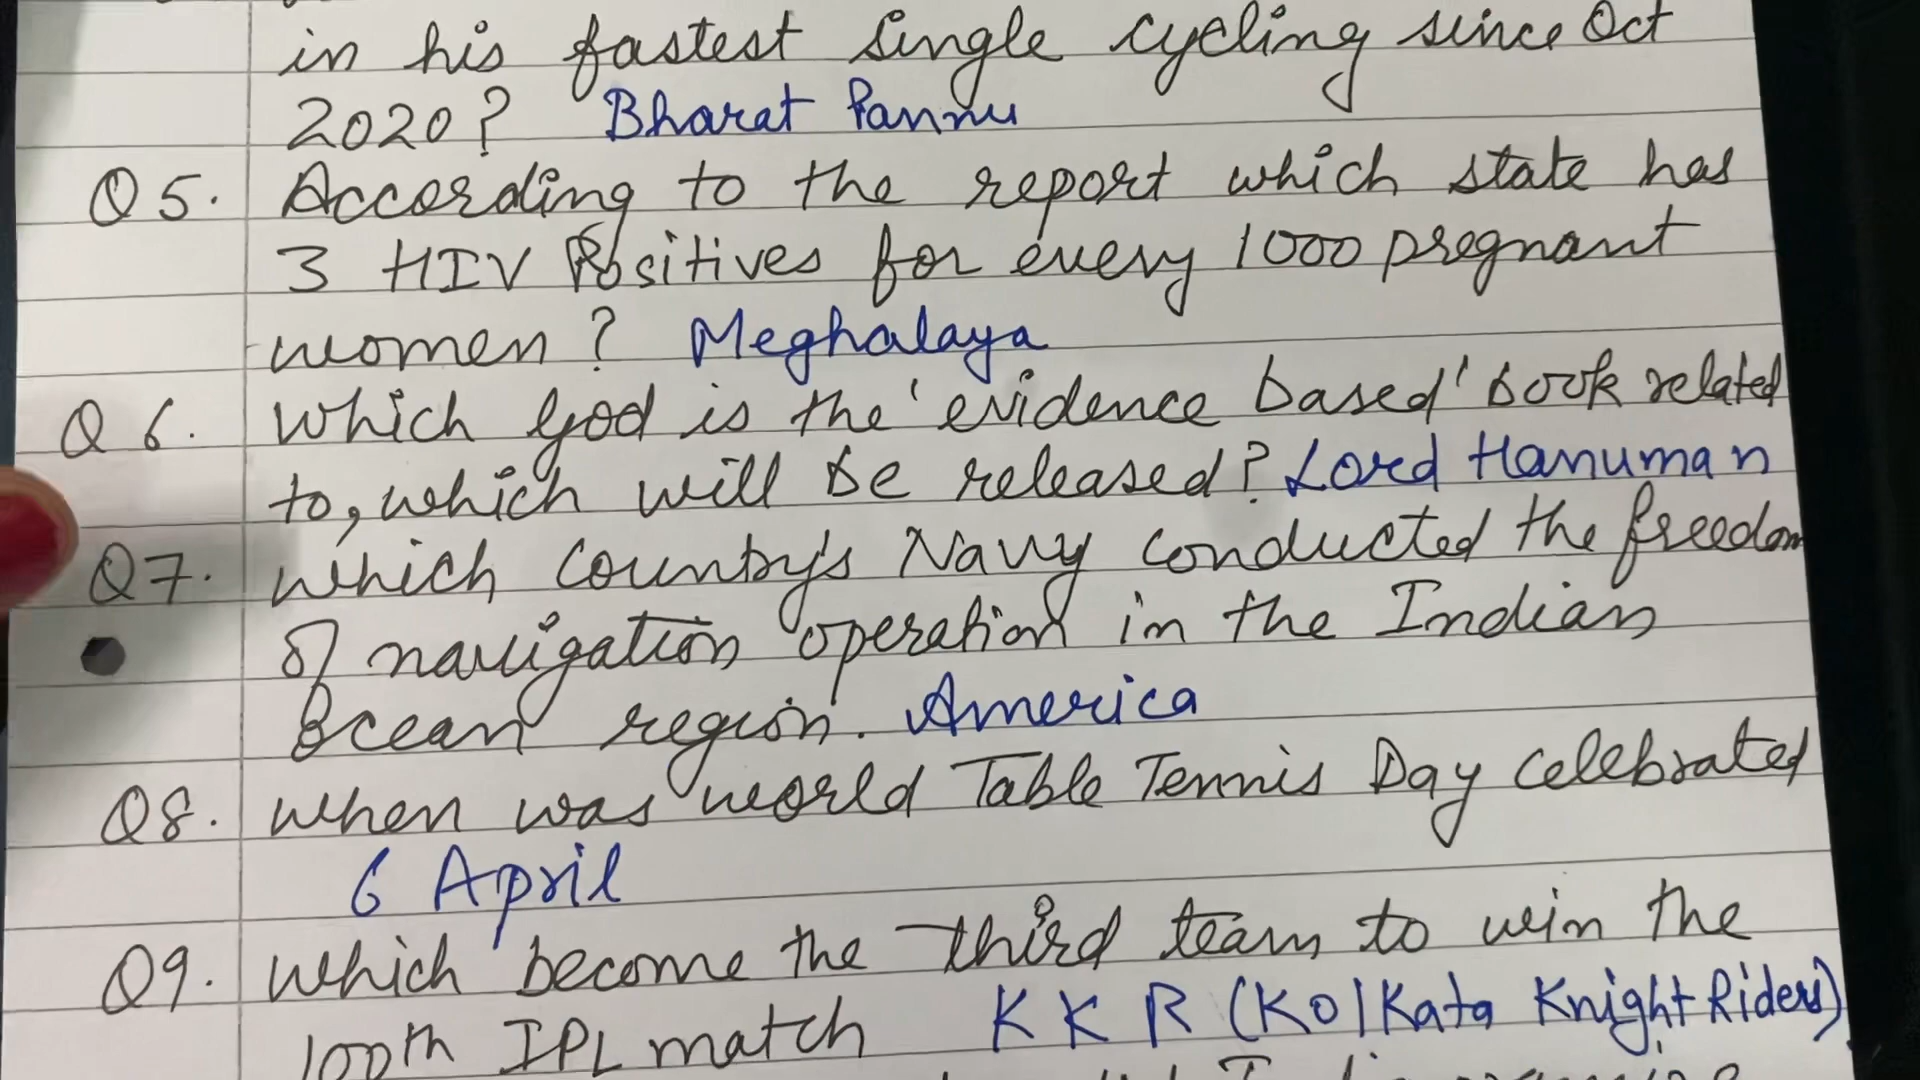 in his fastest single cycling since Oct
2020? Bharat Pannu
Q5. According to the report which state has
3 HIV Positives for every 1000 pregnant
women? Meghalaya
Q6. Which god is the 'evidence based' book related
to, which will be released? Lord Hanuman
Q7. Which Country's Navy conducted the freedom
of navigation operation in the Indian
Ocean region. America
Q8. When was world Table Tennis Day celebrated
6 April
Q9. Which become the third team to win the
100th IPL match KKR (Kolkata Knight Riders)